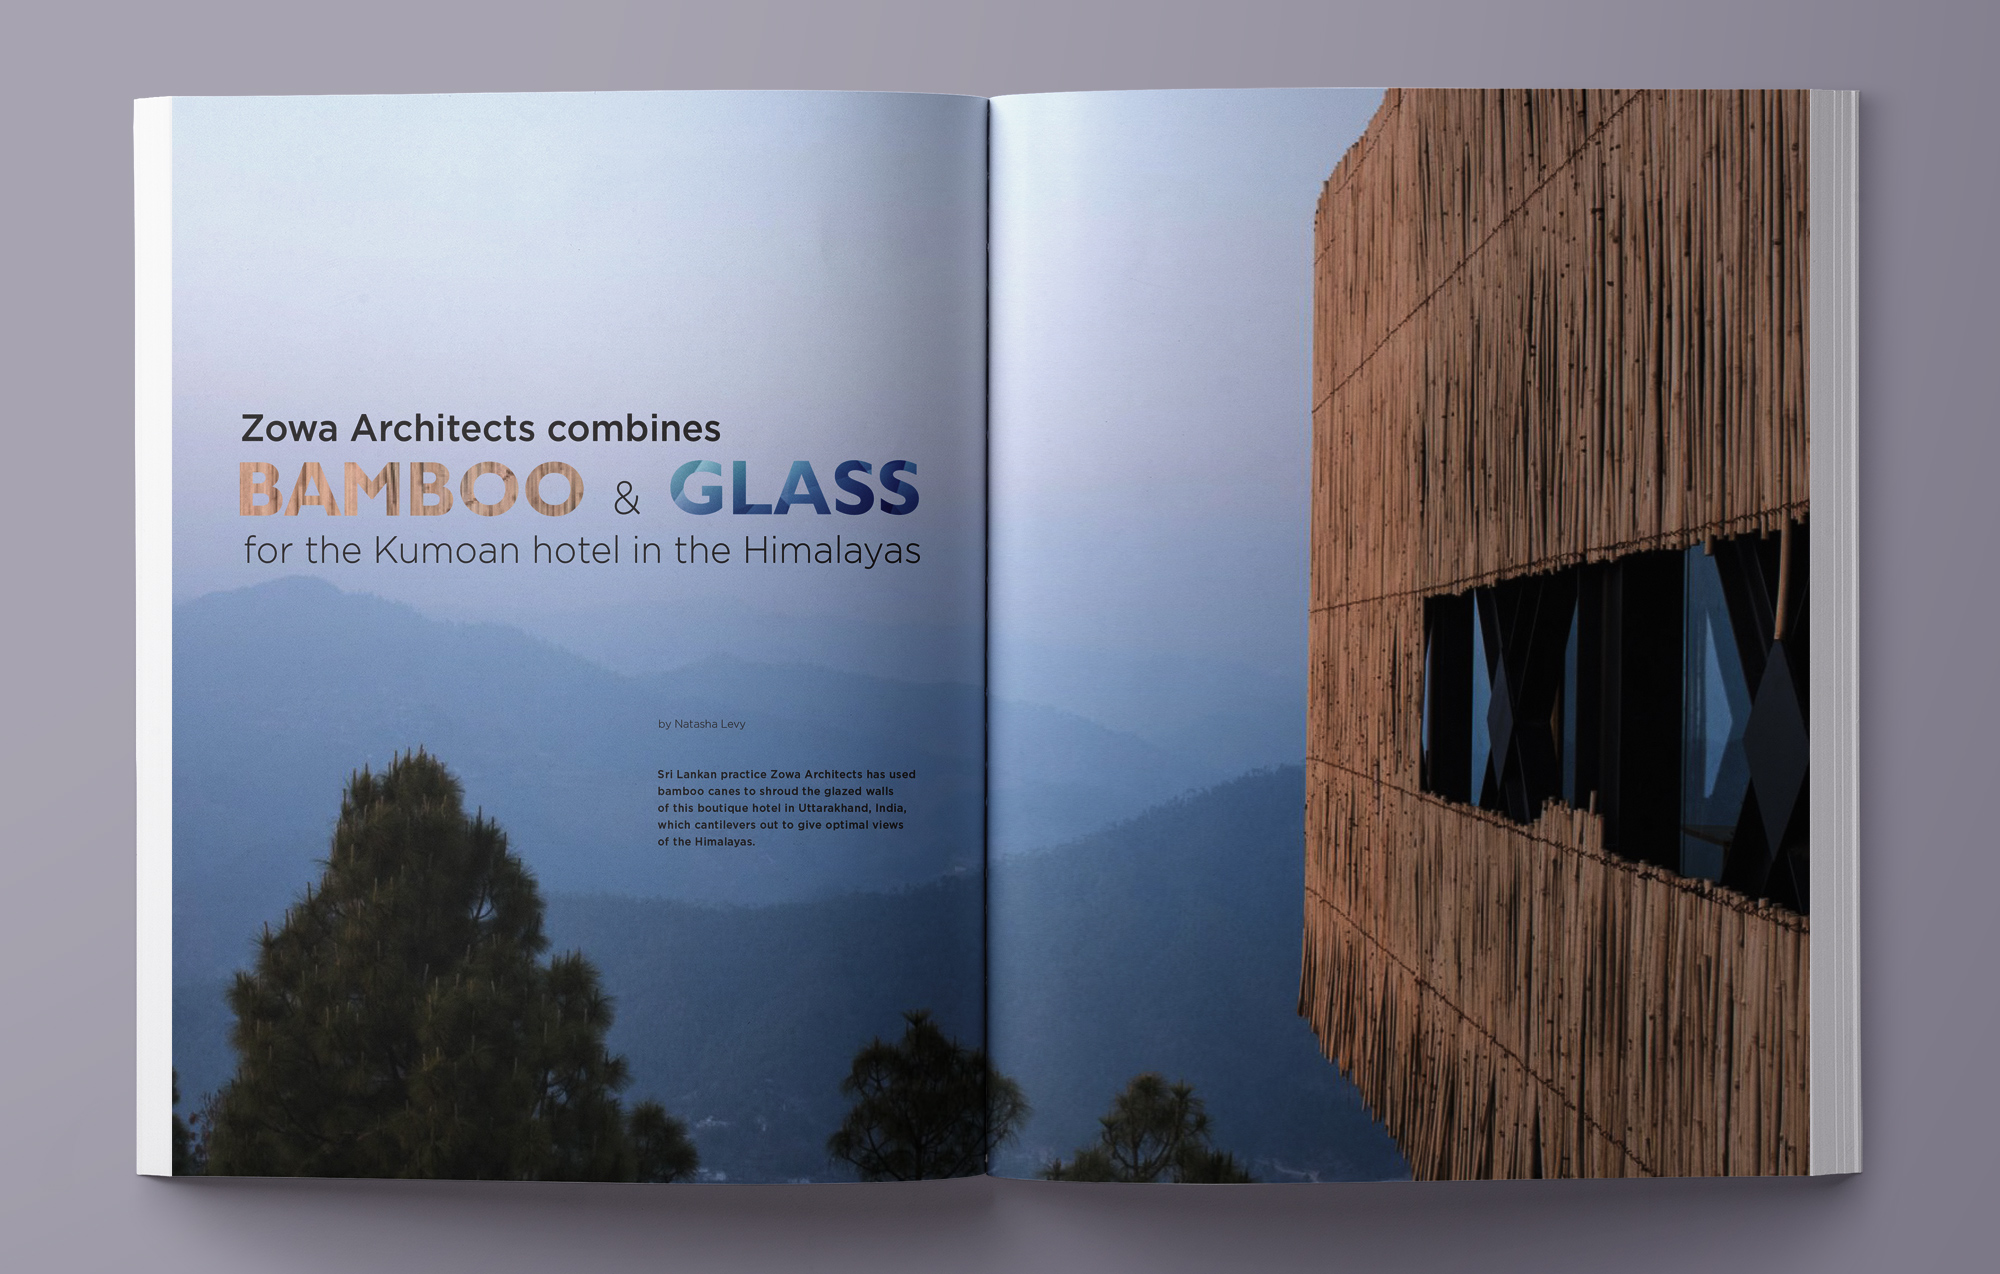 Zowa Architects combines
BAMBOO & GLASS
for the Kumoan hotel in the Himalayas
by Natasha Levy
Sri Lankan practice Zowa Architects has used
bamboo canes to shroud the glazed walls
of this boutique hotel in Uttarakhand, India,
which cantilevers out to give optimal views
of the Himalayas.